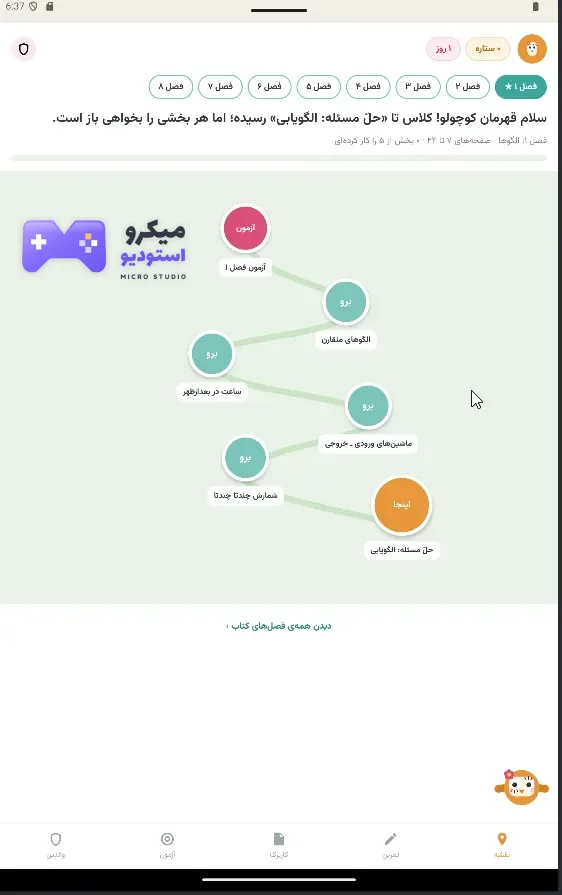 6:37
۰ ستاره
۱ روز
فصل ۱ ★
فصل ۲
فصل ۳
فصل ۴
فصل ۵
فصل ۶
فصل ۷
فصل ۸
سلام قهرمان کوچولو! کلاس تا «حلّ مسئله: الگویابی» رسیده؛ اما هر بخشی را بخواهی باز است.
فصل ۱: الگوها · صفحه‌های ۷ تا ۲۴ · ۰ بخش از ۵ را کار کرده‌ای
میکرو
استودیو
MICRO STUDIO
آزمون
آزمون فصل ۱
برو
الگوهای متقارن
برو
ساعت در بعدازظهر
برو
ماشین‌های ورودی ـ خروجی
برو
شمارش چندتا چندتا
اینجا
حلّ مسئله: الگویابی
دیدن همه‌ی فصل‌های کتاب ›
نقشه
تمرین
کاربرگ
آزمون
والدین